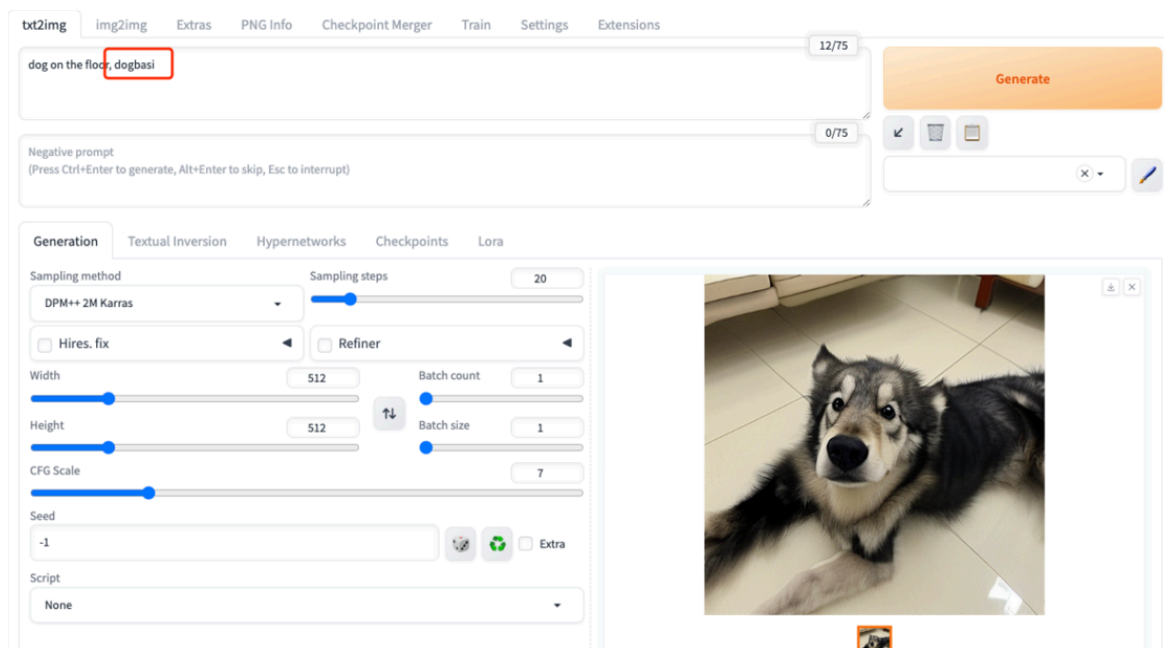 txt2img img2img Extras PNG Info Checkpoint Merger Train Settings Extensions
12/75
dog on the floor, dogbasi
Generate
0/75
Negative prompt
(Press Ctrl+Enter to generate, Alt+Enter to skip, Esc to interrupt)
Generation Textual Inversion Hypernetworks Checkpoints Lora
Sampling method Sampling steps 20
DPM++ 2M Karras
Hires. fix Refiner
Width 512 Batch count 1
Height 512 Batch size 1
CFG Scale 7
Seed
-1 Extra
Script
None